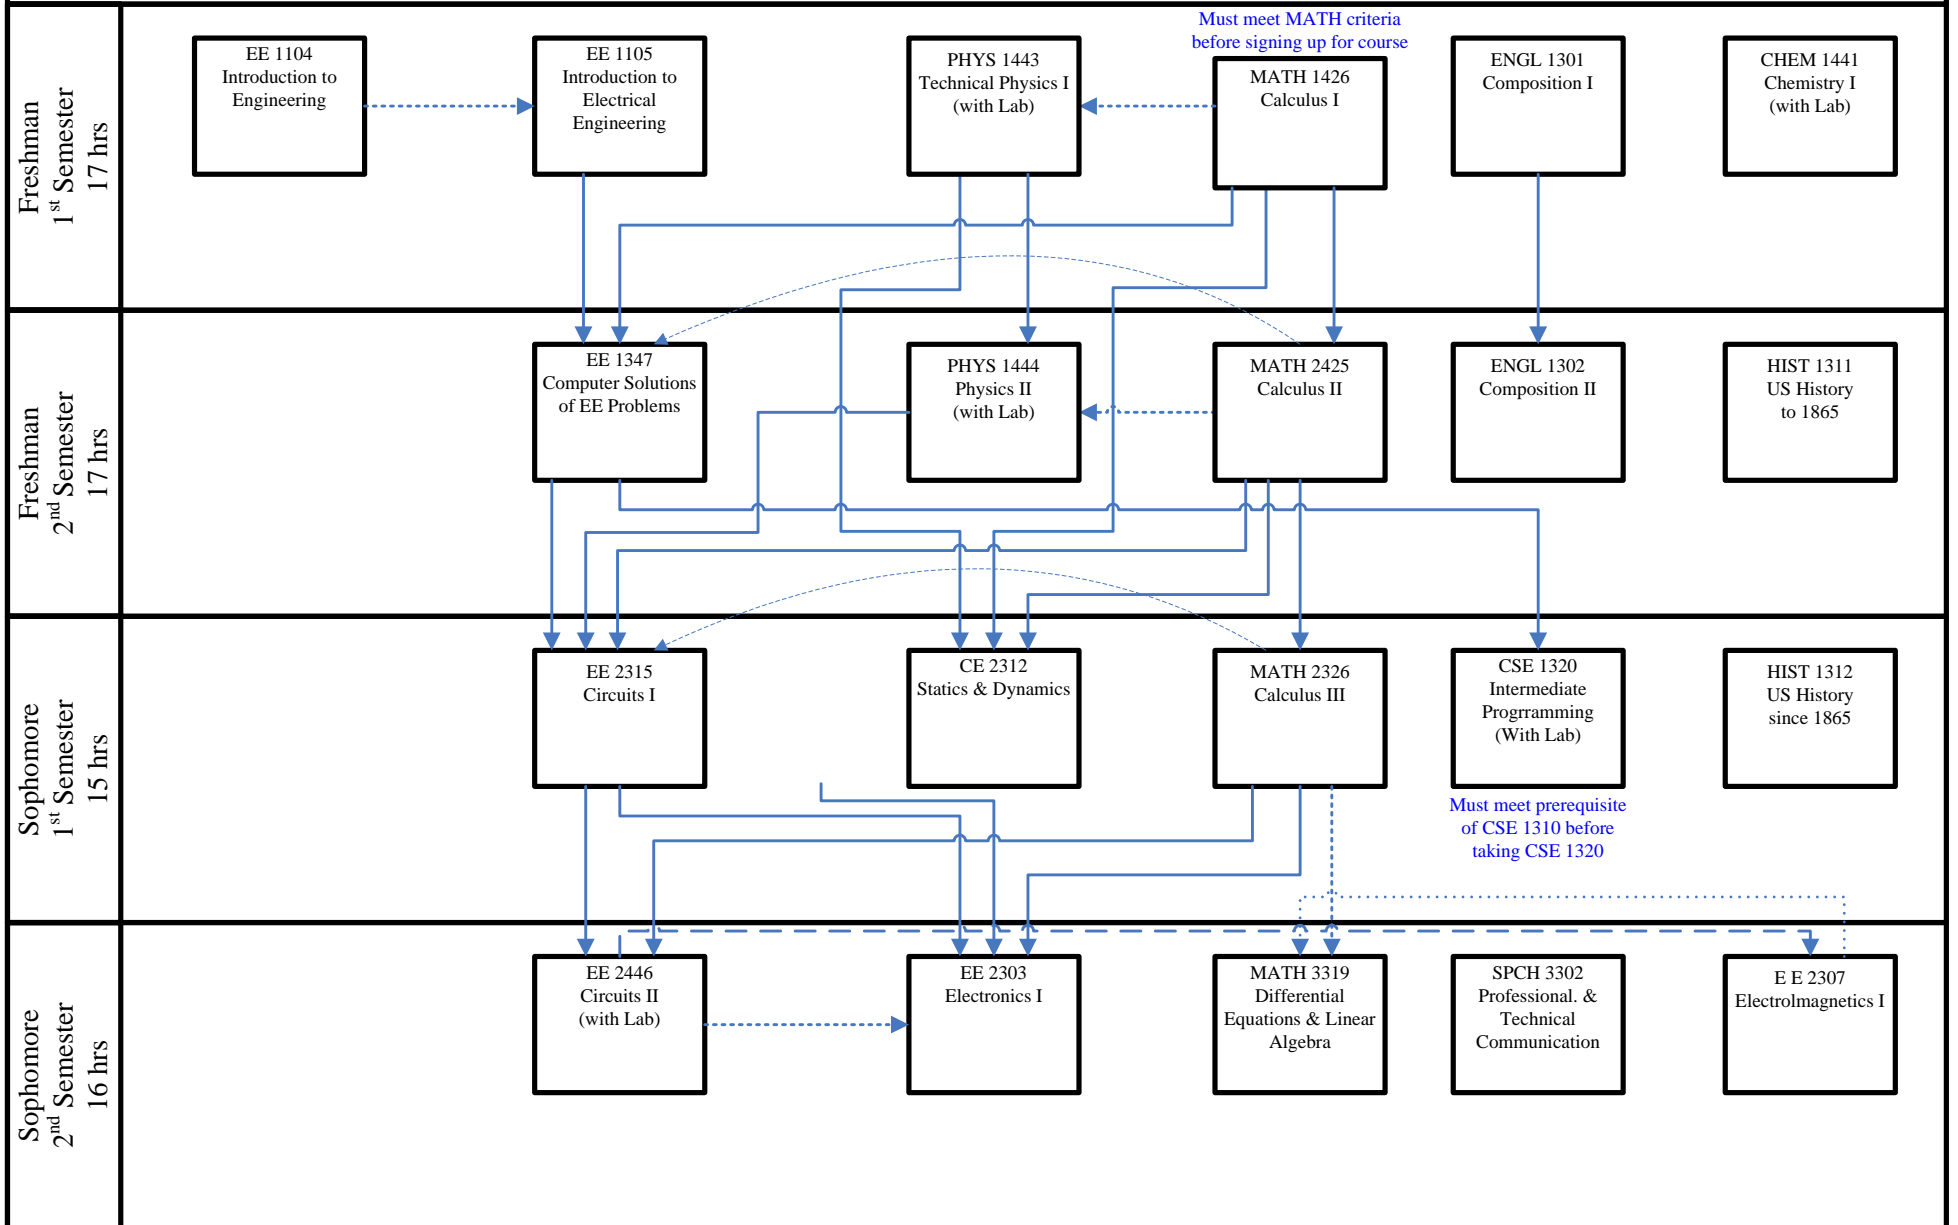 Freshman
1st Semester
17 hrs
EE 1104
Introduction to
Engineering
EE 1105
Introduction to
Electrical
Engineering
PHYS 1443
Technical Physics I
(with Lab)
Must meet MATH criteria
before signing up for course
MATH 1426
Calculus I
ENGL 1301
Composition I
CHEM 1441
Chemistry I
(with Lab)
Freshman
2nd Semester
17 hrs
EE 1347
Computer Solutions
of EE Problems
PHYS 1444
Physics II
(with Lab)
MATH 2425
Calculus II
ENGL 1302
Composition II
HIST 1311
US History
to 1865
Sophomore
1st Semester
15 hrs
EE 2315
Circuits I
CE 2312
Statics & Dynamics
MATH 2326
Calculus III
CSE 1320
Intermediate
Progrramming
(With Lab)
Must meet prerequisite
of CSE 1310 before
taking CSE 1320
HIST 1312
US History
since 1865
Sophomore
2nd Semester
16 hrs
EE 2446
Circuits II
(with Lab)
EE 2303
Electronics I
MATH 3319
Differential
Equations & Linear
Algebra
SPCH 3302
Professional. &
Technical
Communication
E E 2307
Electrolmagnetics I